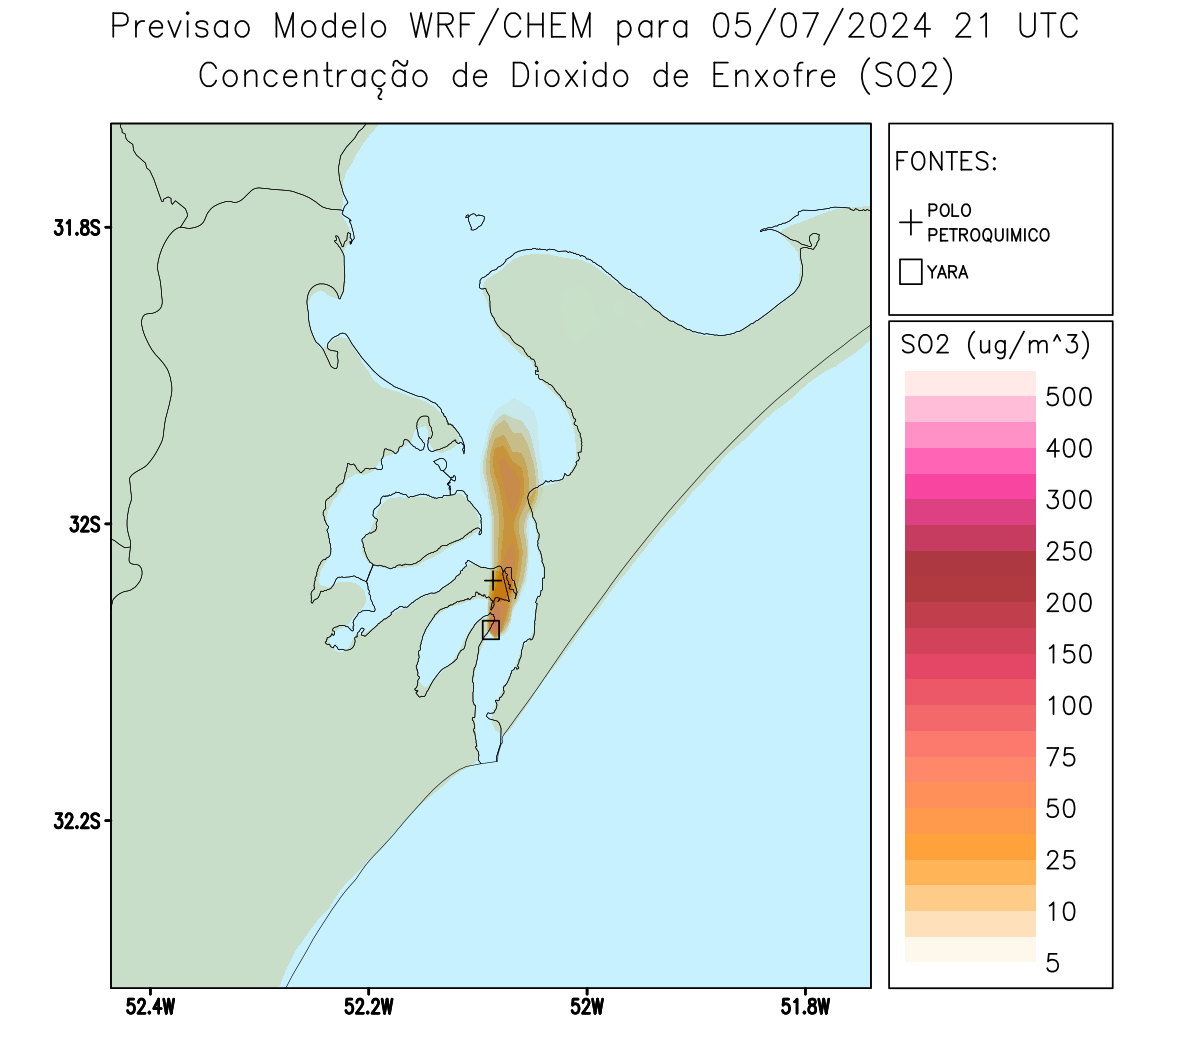 Previsao Modelo WRF/CHEM para 05/07/2024 21 UTC
Concentração de Dioxido de Enxofre (SO2)
FONTES:
POLO
PETROQUIMICO
YARA
SO2 (ug/m^3)
500
400
300
250
200
150
100
75
50
25
10
5
31.8S
32S
32.2S
52.4W
52.2W
52W
51.8W